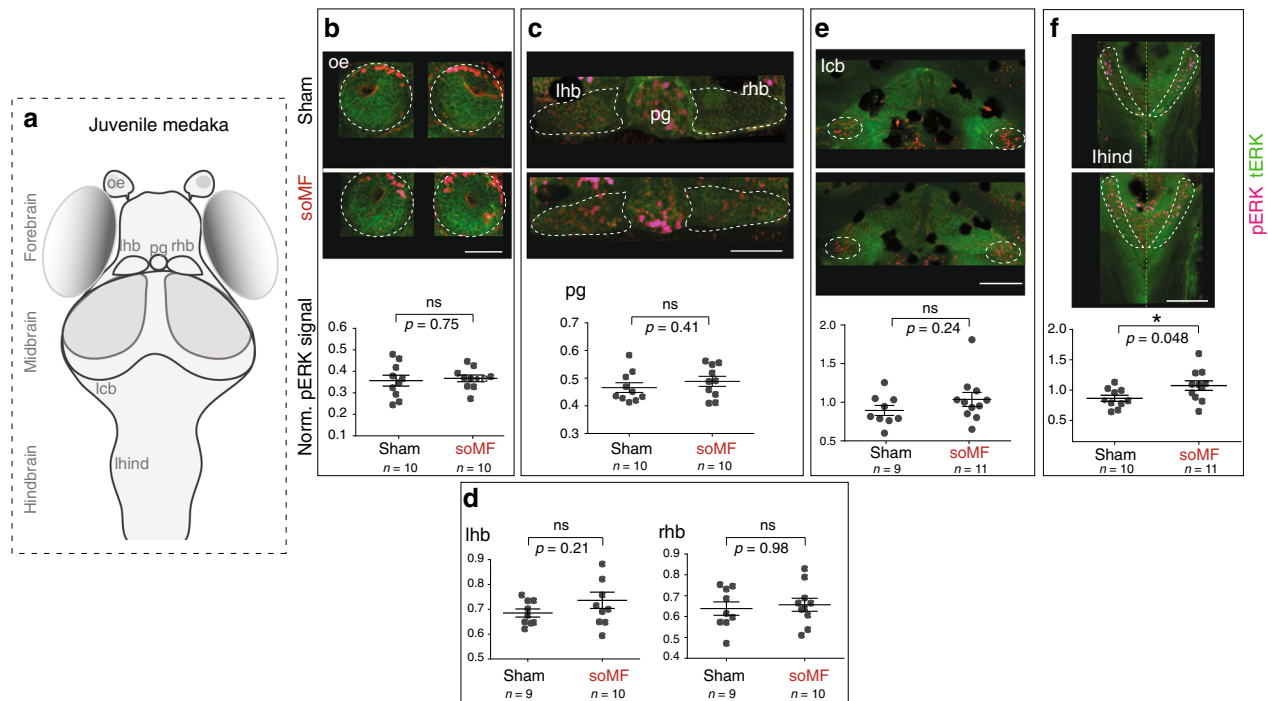 a
Juvenile medaka
oe
lhb
pg
rhb
lcb
lhind
Forebrain
Midbrain
Hindbrain
Sham
soMF
Norm. pERK signal
b
oe
ns
p = 0.75
0.6
0.5
0.4
0.3
0.2
0.1
Sham
soMF
n = 10
n = 10
c
lhb
rhb
pg
pg
ns
p = 0.41
0.7
0.6
0.5
0.4
0.3
Sham
soMF
n = 10
n = 10
e
lcb
ns
p = 0.24
2.0
1.5
1.0
0.5
Sham
soMF
n = 9
n = 11
f
lhind
*
p = 0.048
2.0
1.5
1.0
0.5
Sham
soMF
n = 10
n = 11
pERK tERK
d
lhb
ns
p = 0.21
0.9
0.8
0.7
0.6
0.5
Sham
soMF
n = 9
n = 10
rhb
ns
p = 0.98
0.9
0.8
0.7
0.6
0.5
0.4
Sham
soMF
n = 9
n = 10